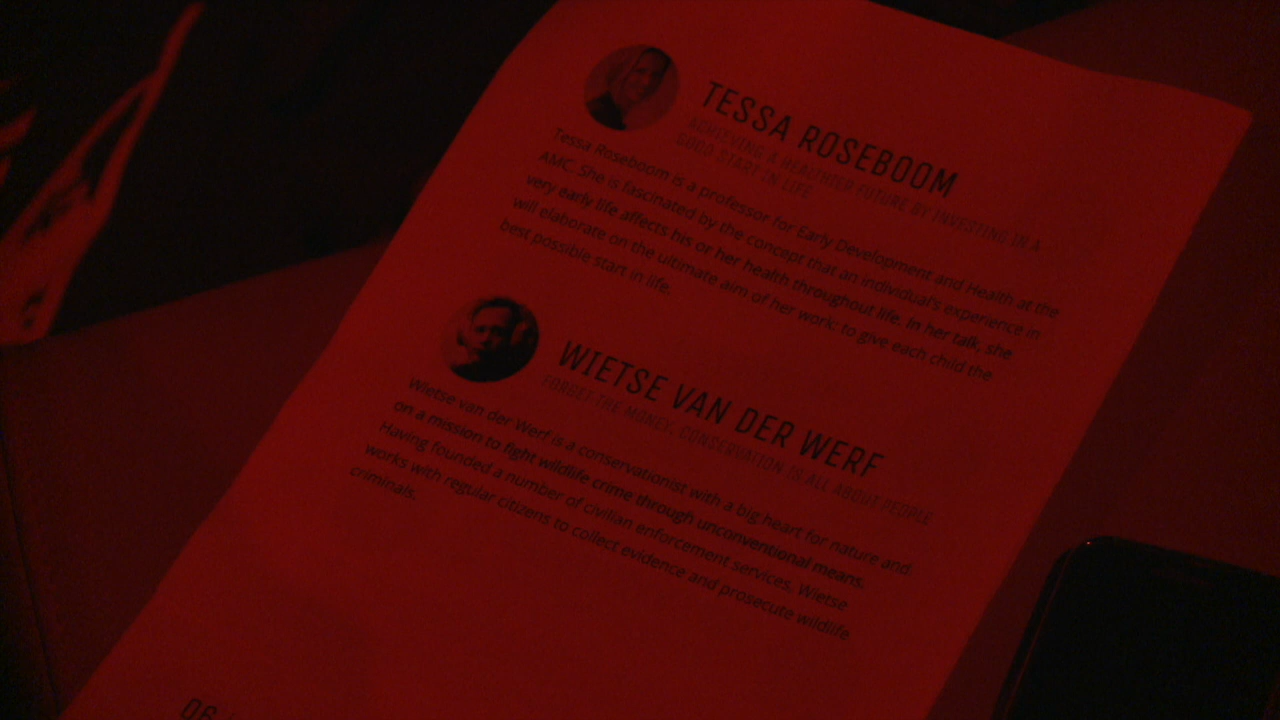 TESSA ROSEBOOM
ACHIEVING A HEALTHIER FUTURE BY INVESTING IN A
GOOD START IN LIFE
Tessa Roseboom is a professor for Early Development and Health at the
AMC. She is fascinated by the concept that an individual's experience in
very early life affects his or her health throughout life. In her talk, she
will elaborate on the ultimate aim of her work: to give each child the
best possible start in life.
WIETSE VAN DER WERF
FORGET THE MONEY, CONSERVATION IS ALL ABOUT PEOPLE
Wietse van der Werf is a conservationist with a big heart for nature and
on a mission to fight wildlife crime through unconventional means.
Having founded a number of civilian enforcement services, Wietse
works with regular citizens to collect evidence and prosecute wildlife
criminals.
06